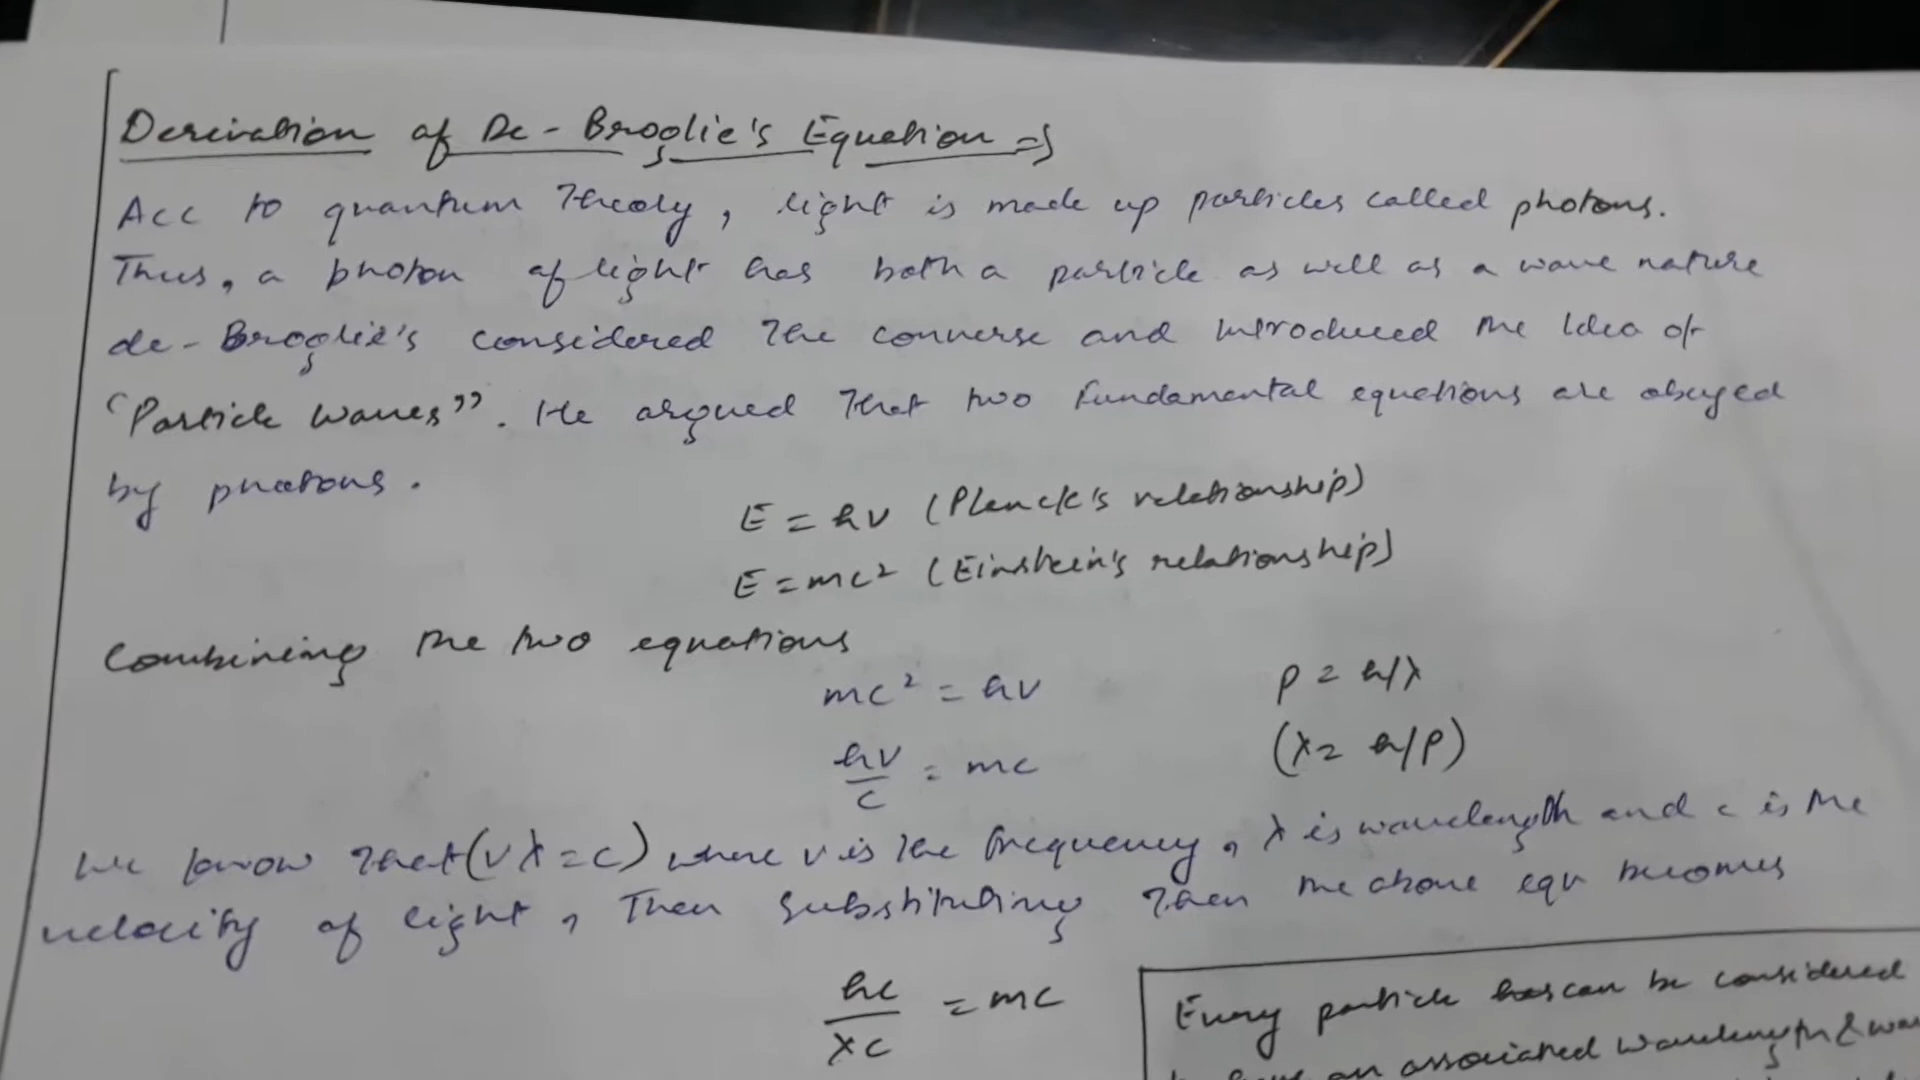 Derivation of De-Broglie's Equation ⇒
Acc to quantum theory, light is made up particles called photons.
Thus, a photon of light has both a particle as well as a wave nature
de-Broglie's considered the converse and introduced the idea of
"Particle waves". He argued that two fundamental equations are obeyed
by photons.
E = hν (Planck's relationship)
E = mc² (Einstein's relationship)
Combining the two equations
mc² = hν
p = h/λ
hν/c = mc
(λ = h/p)
We know that (νλ = c) where ν is the frequency, λ is wavelength and c is the
velocity of light, Then substituting then the above eqn becomes
hc/λc = mc
Every particle can be considered
an associated wavelength &